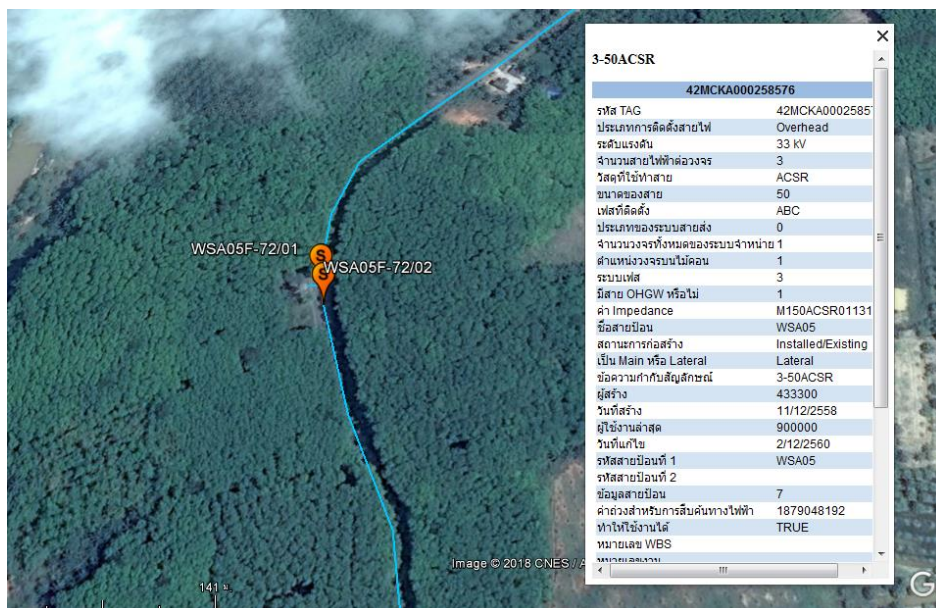 WSA05F-72/01
WSA05F-72/02
141 ม
Image © 2018 CNES / A
G
3-50ACSR
42MCKA000258576
รหัส TAG 42MCKA00025857
ประเภทการติดตั้งสายไฟ Overhead
ระดับแรงดัน 33 kV
จำนวนสายไฟฟ้าต่อวงจร 3
วัสดุที่ใช้ทำสาย ACSR
ขนาดของสาย 50
เฟสที่ติดตั้ง ABC
ประเภทของระบบสายส่ง 0
จำนวนวงจรทั้งหมดของระบบจำหน่าย 1
ตำแหน่งวงจรบนไม้คอน 1
ระบบเฟส 3
มีสาย OHGW หรือไม่ 1
ค่า Impedance M150ACSR01131
ชื่อสายป้อน WSA05
สถานะการก่อสร้าง Installed/Existing
เป็น Main หรือ Lateral Lateral
ข้อความกำกับสัญลักษณ์ 3-50ACSR
ผู้สร้าง 433300
วันที่สร้าง 11/12/2558
ผู้ใช้งานล่าสุด 900000
วันที่แก้ไข 2/12/2560
รหัสสายป้อนที่ 1 WSA05
รหัสสายป้อนที่ 2
ข้อมูลสายป้อน 7
ค่าถ่วงสำหรับการสืบค้นทางไฟฟ้า 1879048192
ทำให้ใช้งานได้ TRUE
หมายเลข WBS
หมายเลขงาน